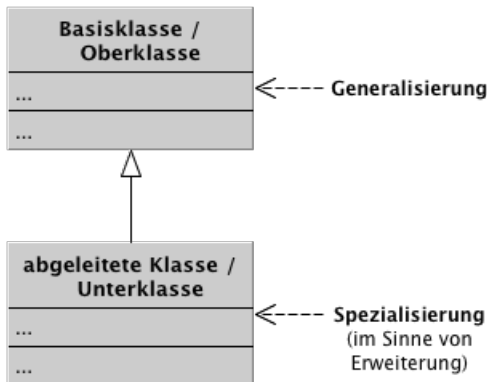 Basisklasse /
Oberklasse
...
...
Generalisierung
abgeleitete Klasse /
Unterklasse
...
...
Spezialisierung
(im Sinne von
Erweiterung)